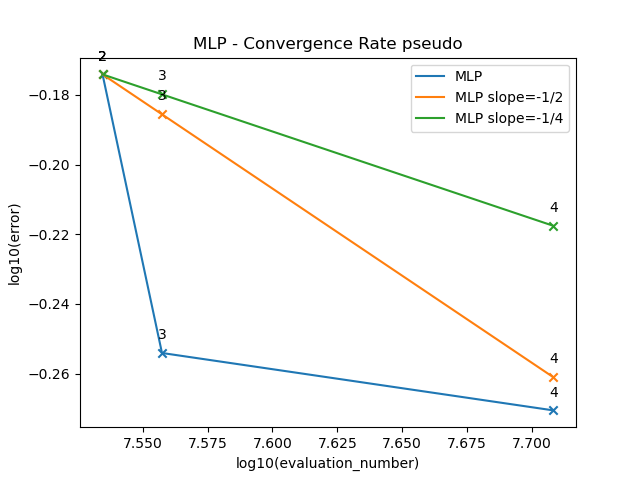 MLP - Convergence Rate pseudo
2
3
3
3
4
4
4
MLP
MLP slope=-1/2
MLP slope=-1/4
log10(error)
−0.18
−0.20
−0.22
−0.24
−0.26
7.550 7.575 7.600 7.625 7.650 7.675 7.700
log10(evaluation_number)